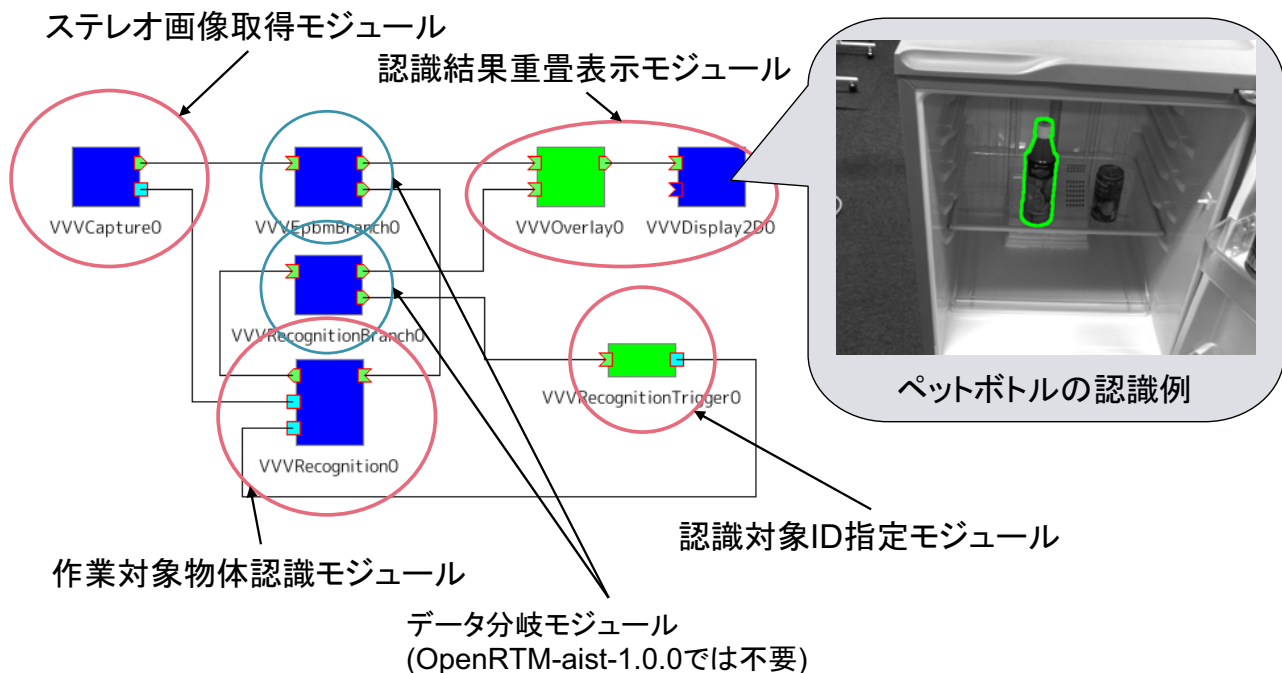 ステレオ画像取得モジュール
認識結果重畳表示モジュール
VVVCapture0
VVVEpbmBranch0
VVVOverlay0
VVVDisplay2D0
VVVRecognitionBranch0
VVVRecognitionTrigger0
VVVRecognition0
ペットボトルの認識例
認識対象ID指定モジュール
作業対象物体認識モジュール
データ分岐モジュール
(OpenRTM-aist-1.0.0では不要)